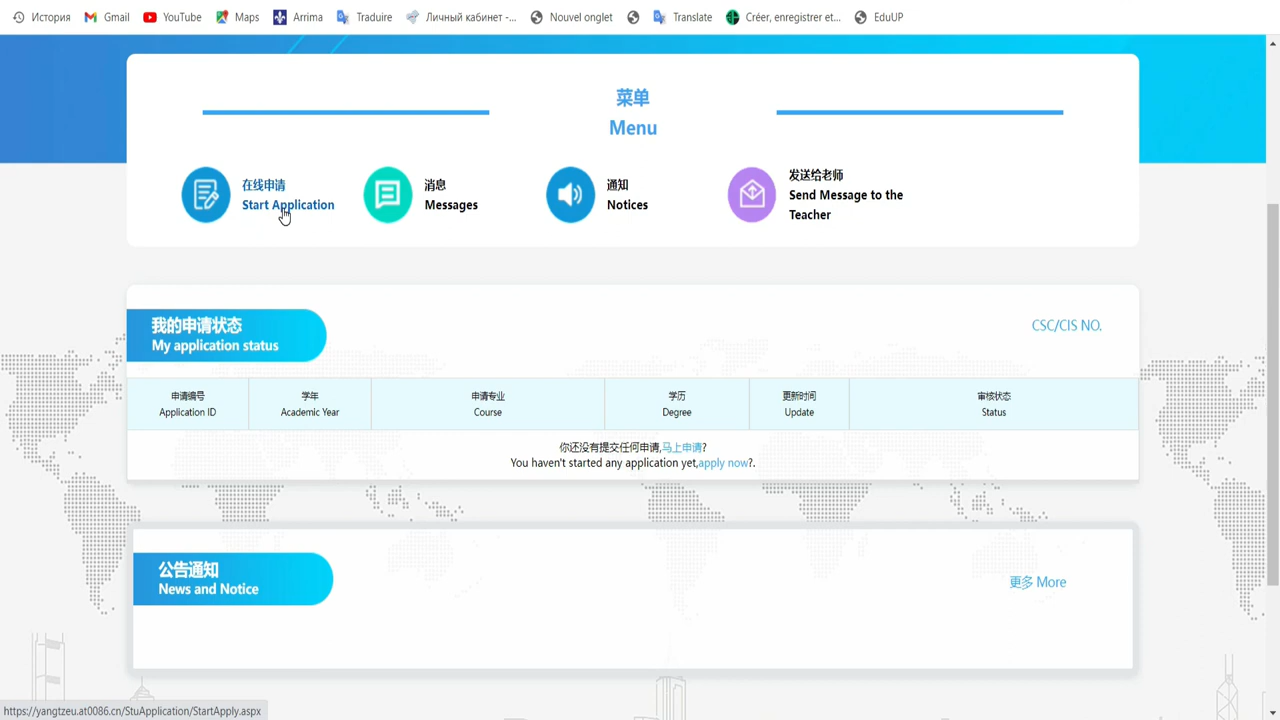 История
Gmail
YouTube
Maps
Arrima
Traduire
Личный кабинет -...
Nouvel onglet
Translate
Créer, enregistrer et...
EduUP
菜单
Menu
在线申请
Start Application
消息
Messages
通知
Notices
发送给老师
Send Message to the
Teacher
我的申请状态
My application status
CSC/CIS NO.
申请编号
Application ID
学年
Academic Year
申请专业
Course
学历
Degree
更新时间
Update
审核状态
Status
你还没有提交任何申请,马上申请?
You haven't started any application yet,apply now?.
公告通知
News and Notice
更多 More
https://yangtzeu.at0086.cn/StuApplication/StartApply.aspx